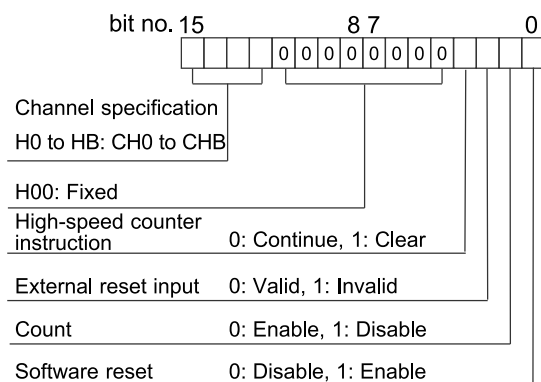 bit no. 15 8 7 0
0 0 0 0 0 0 0 0
Channel specification
H0 to HB: CH0 to CHB
H00: Fixed
High-speed counter
instruction 0: Continue, 1: Clear
External reset input 0: Valid, 1: Invalid
Count 0: Enable, 1: Disable
Software reset 0: Disable, 1: Enable